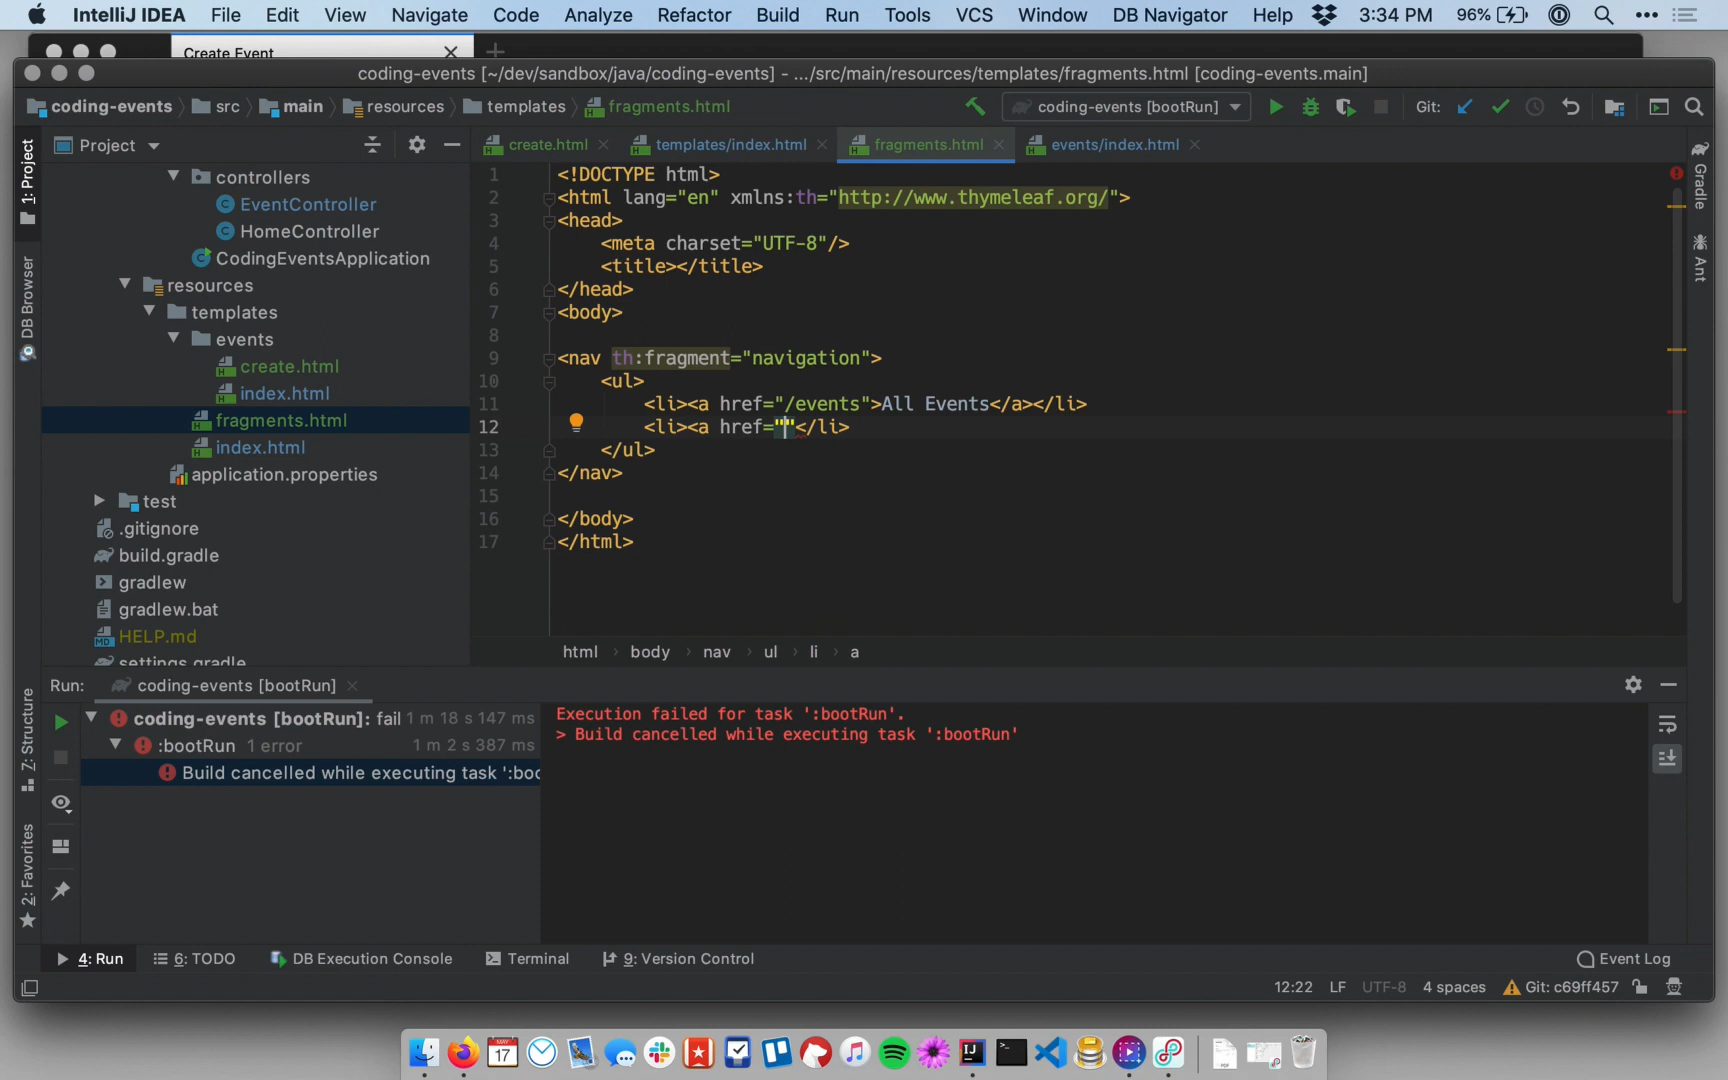 IntelliJ IDEA File Edit View Navigate Code Analyze Refactor Build Run Tools VCS Window DB Navigator Help 3:34 PM 96%
Create Event
coding-events [~/dev/sandbox/java/coding-events] - .../src/main/resources/templates/fragments.html [coding-events.main]
coding-events src main resources templates fragments.html coding-events [bootRun] Git:
Project create.html templates/index.html fragments.html events/index.html
1: Project
DB Browser
7: Structure
2: Favorites
controllers
EventController
HomeController
CodingEventsApplication
resources
templates
events
create.html
index.html
fragments.html
index.html
application.properties
test
.gitignore
build.gradle
gradlew
gradlew.bat
HELP.md
settings.gradle
1 <!DOCTYPE html>
2 <html lang="en" xmlns:th="http://www.thymeleaf.org/">
3 <head>
4 <meta charset="UTF-8"/>
5 <title></title>
6 </head>
7 <body>
8
9 <nav th:fragment="navigation">
10 <ul>
11 <li><a href="/events">All Events</a></li>
12 <li><a href=""</li>
13 </ul>
14 </nav>
15
16 </body>
17 </html>
html body nav ul li a
Gradle
Ant
Run: coding-events [bootRun]
coding-events [bootRun]: fail 1 m 18 s 147 ms
:bootRun 1 error 1 m 2 s 387 ms
Build cancelled while executing task ':boo
Execution failed for task ':bootRun'.
> Build cancelled while executing task ':bootRun'
4: Run 6: TODO DB Execution Console Terminal 9: Version Control Event Log
12:22 LF UTF-8 4 spaces Git: c69ff457
MAY
17
IJ
PDF